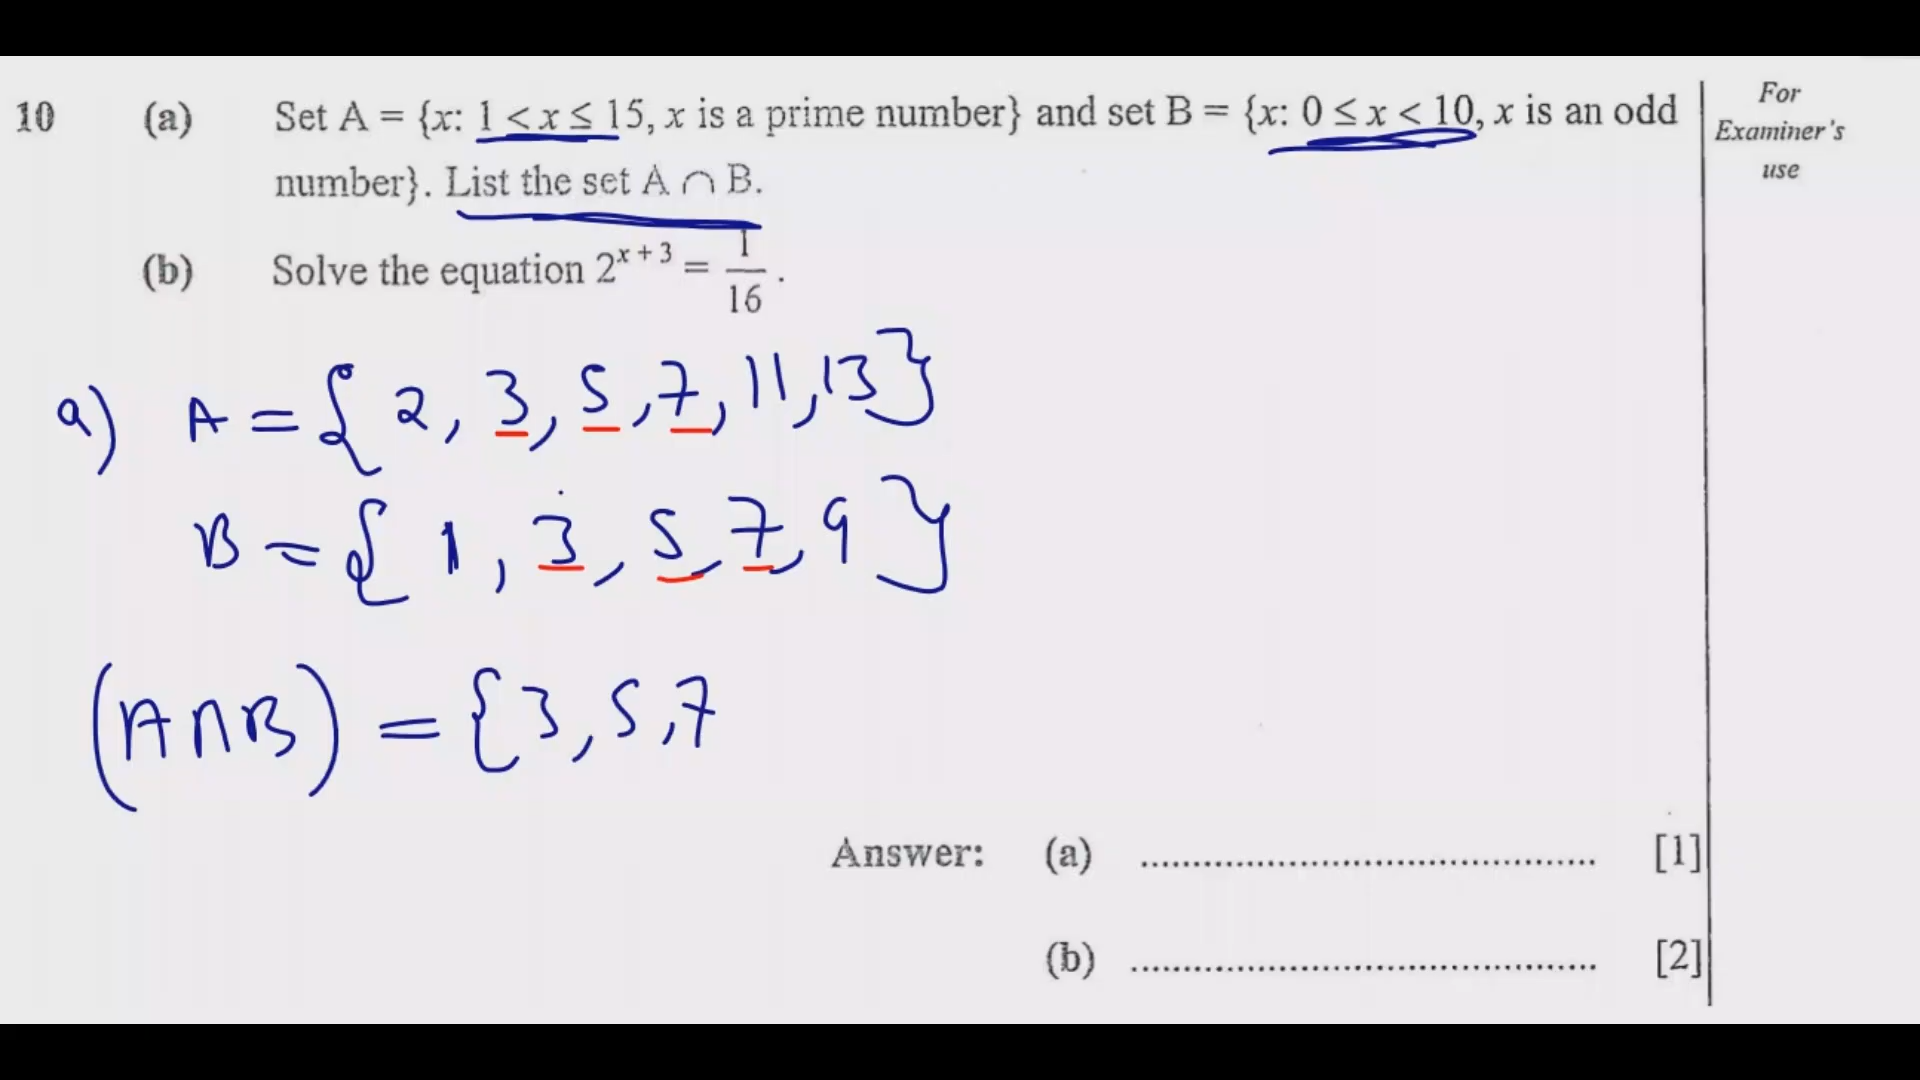 10 (a) Set A = {x: 1 < x ≤ 15, x is a prime number} and set B = {x: 0 ≤ x < 10, x is an odd
number}. List the set A ∩ B.
(b) Solve the equation 2^{x + 3} = 1/16.
For
Examiner's
use
a) A = { 2, 3, 5, 7, 11, 13}
B = { 1, 3, 5, 7, 9 }
(A∩B) = {3, 5, 7
Answer: (a) ............................................ [1]
(b) ............................................. [2]